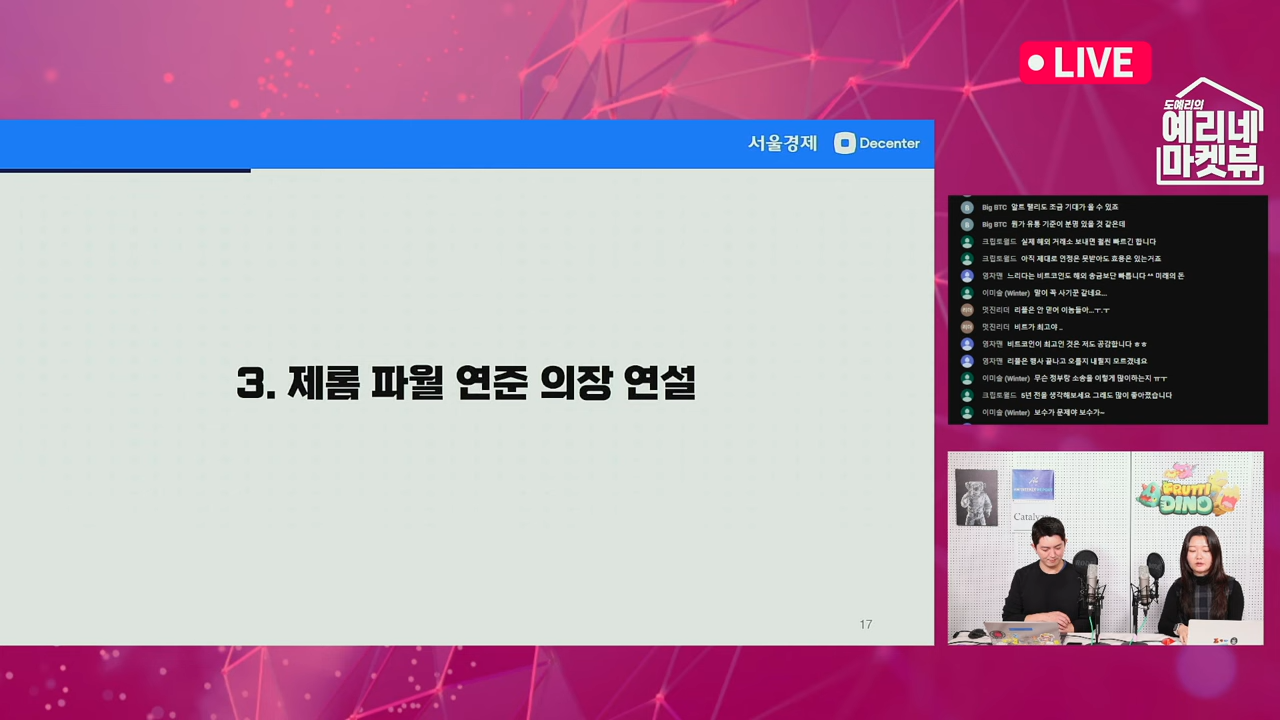 LIVE
도예리의
예리네
마켓뷰
서울경제 Decenter
3. 제롬 파월 연준 의장 연설
17
Big BTC 알트 랠리도 조금 기대가 올 수 있죠
Big BTC 뭔가 유통 기준이 분명 있을 것 같은데
크립토월드 실제 해외 거래소 보내면 훨씬 빠르긴 합니다
크립토월드 아직 제대로 인정은 못받아도 효용은 있는거죠
영자맨 느리다는 비트코인도 해외 송금보단 빠릅니다 ^^ 미래의 돈
이미슬 (Winter) 말이 꼭 사기꾼 같네요...
멋진리더 리플은 안 믿어 이놈들아...ㅜ.ㅜ
멋진리더 비트가 최고야 ..
영자맨 비트코인이 최고인 것은 저도 공감합니다 ㅎㅎ
영자맨 리플은 행사 끝나고 오를지 내릴지 모르겠네요
이미슬 (Winter) 무슨 정부랑 소송을 이렇게 많이하는지 ㅠㅜ
크립토월드 5년 전을 생각해보세요 그래도 많이 좋아졌습니다
이미슬 (Winter) 보수가 문제야 보수가~
FRUTTI
DINO